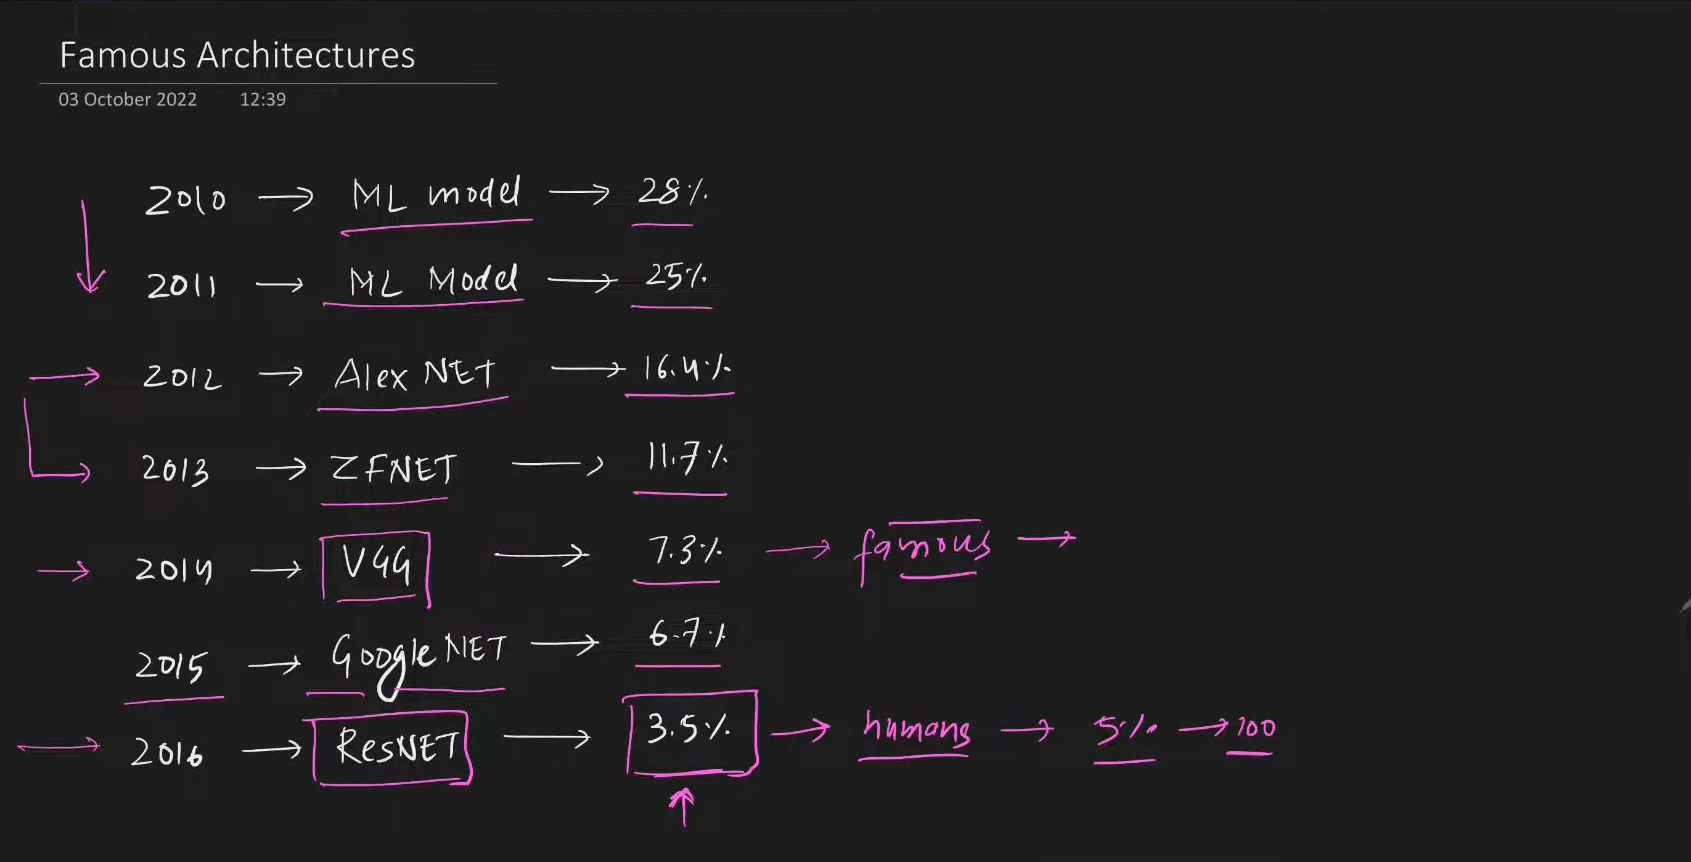 Famous Architectures
03 October 2022 12:39
2010 → ML model → 28%
2011 → ML Model → 25%
2012 → Alex NET → 16.4%
2013 → ZFNET → 11.7%
2014 → VGG → 7.3% → famous →
2015 → Google NET → 6.7%
2016 → ResNET → 3.5% → humans → 5% → 100